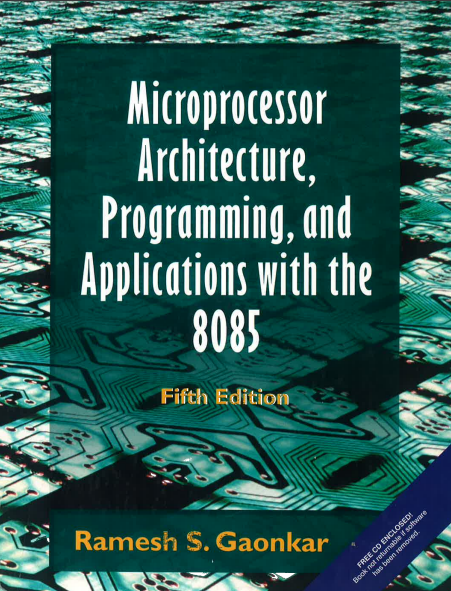 Microprocessor
Architecture,
Programming, and
Applications with the
8085
Fifth Edition
Ramesh S. Gaonkar
FREE CD ENCLOSED!
Book not returnable if software
has been removed.